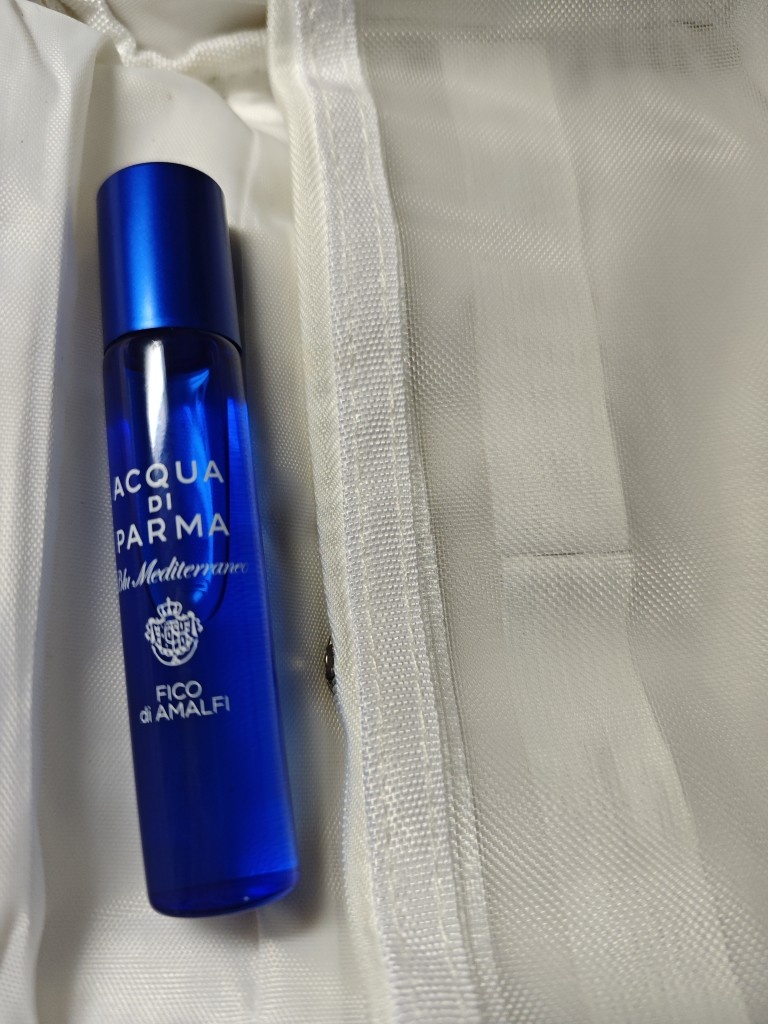 ACQUA
DI
PARMA
Blu Mediterraneo
FICO
di AMALFI